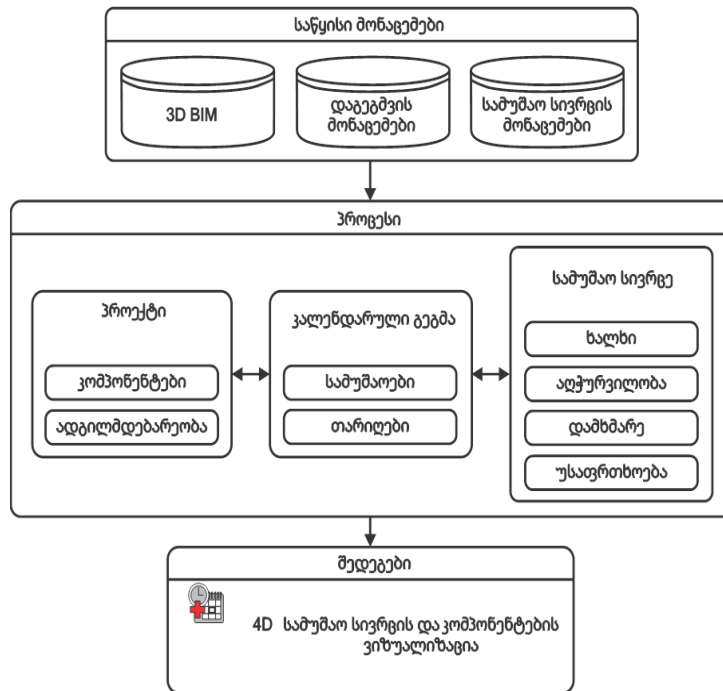 საწყისი მონაცემები
3D BIM
დაგეგმვის
მონაცემები
სამუშაო სივრცის
მონაცემები
პროცესი
პროექტი
კომპონენტები
ადგილმდებარეობა
კალენდარული გეგმა
სამუშაოები
თარიღები
სამუშაო სივრცე
ხალხი
აღჭურვილობა
დამხმარე
უსაფრთხოება
შედეგები
4D სამუშაო სივრცის და კომპონენტების
ვიზუალიზაცია